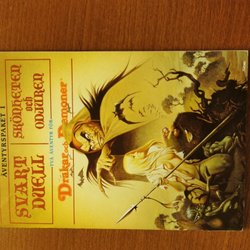 ÄVENTYRSPAKET 1
SVART
DUELL
SKÖNHETEN
och
ODJUREN
TVÅ ÄVENTYR FÖR
Drakar och Demoner